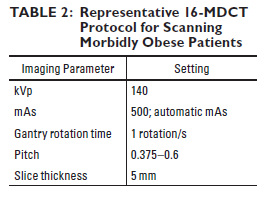 TABLE 2: Representative 16-MDCT
Protocol for Scanning
Morbidly Obese Patients
Imaging Parameter Setting
kVp 140
mAs 500; automatic mAs
Gantry rotation time 1 rotation/s
Pitch 0.375–0.6
Slice thickness 5 mm